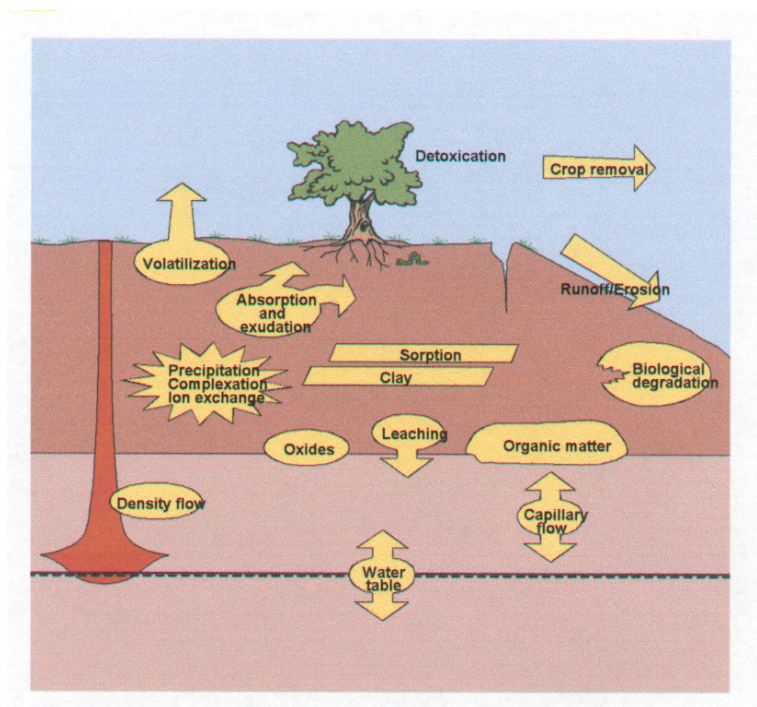 Detoxication
Crop removal
Volatilization
Runoff/Erosion
Absorption
and
exudation
Sorption
Clay
Precipitation
Complexation
Ion exchange
Biological
degradation
Oxides
Leaching
Organic matter
Density flow
Capillary
flow
Water
table